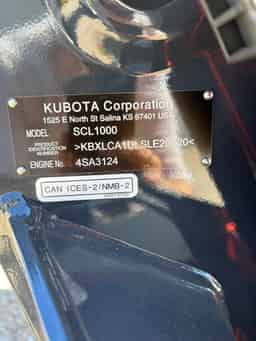 KUBOTA Corporation
1525 E North St Salina KS 67401
MODEL SCL1000
PRODUCT IDENTIFICATION NUMBER
ENGINE No. 4SA3124
CAN ICES-2/NMB-2